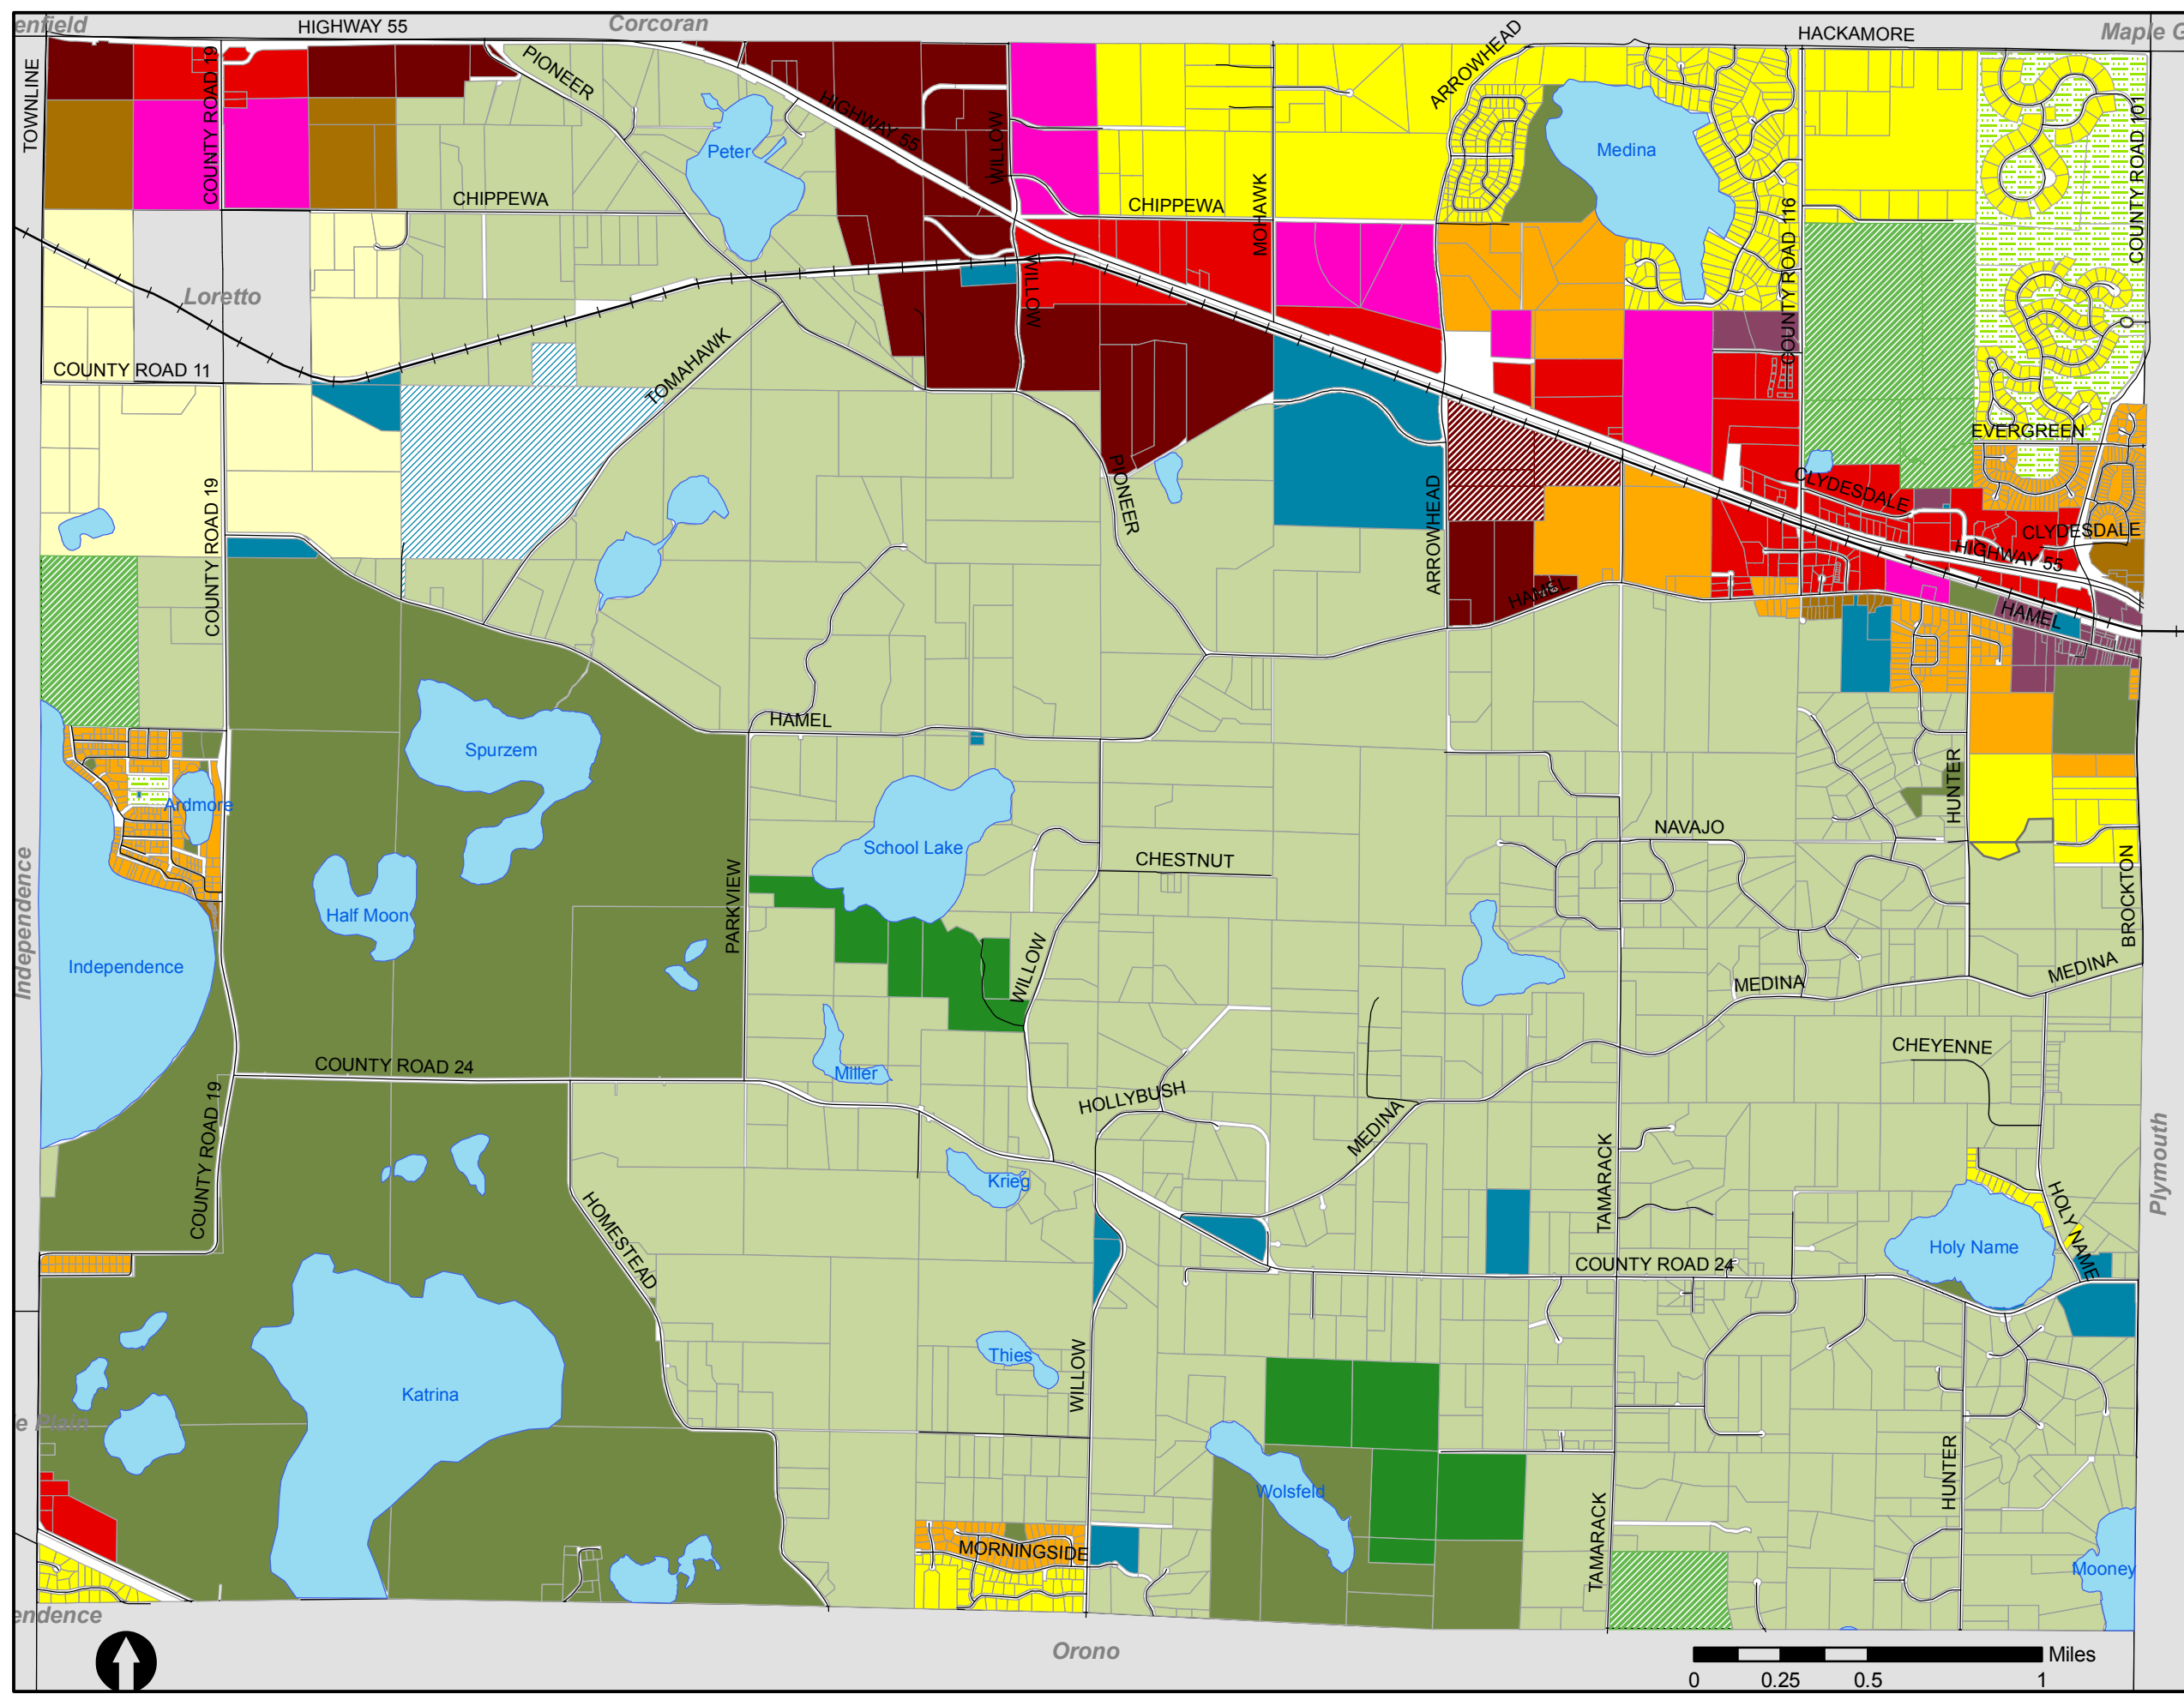 enfield
HIGHWAY 55
Corcoran
HACKAMORE
Maple G
TOWNLINE
COUNTY ROAD 19
PIONEER
HIGHWAY 55
WILLOW
ARROWHEAD
COUNTY ROAD 101
Peter
Medina
CHIPPEWA
CHIPPEWA
MOHAWK
COUNTY ROAD 116
Loretto
WILLOW
COUNTY ROAD 11
TOMAHAWK
EVERGREEN
COUNTY ROAD 19
PIONEER
ARROWHEAD
CLYDESDALE
CLYDESDALE
HIGHWAY 55
HAMEL
HAMEL
HAMEL
Spurzem
HUNTER
Ardmore
School Lake
NAVAJO
CHESTNUT
Independence
PARKVIEW
BROCKTON
Half Moon
Independence
WILLOW
MEDINA
MEDINA
COUNTY ROAD 24
Miller
CHEYENNE
HOLLYBUSH
MEDINA
COUNTY ROAD 19
TAMARACK
Plymouth
Krieg
HOMESTEAD
HOLY NAME
Holy Name
COUNTY ROAD 24
Thies
WILLOW
Katrina
e Plain
Wolsfeld
HUNTER
MORNINGSIDE
TAMARACK
Mooney
endence
Orono
Miles
0 0.25 0.5 1